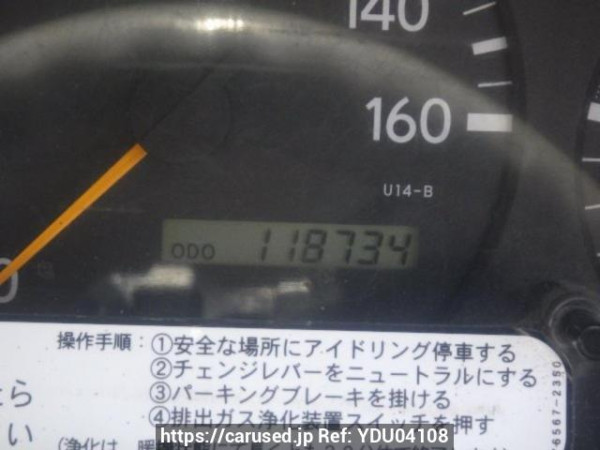 140
160
U14-B
ODO 118734
0
操作手順：①安全な場所にアイドリング停車する
②チェンジレバーをニュートラルにする
③パーキングブレーキを掛ける
④排出ガス浄化装置スイッチを押す
い
https://carused.jp Ref: YDU04108